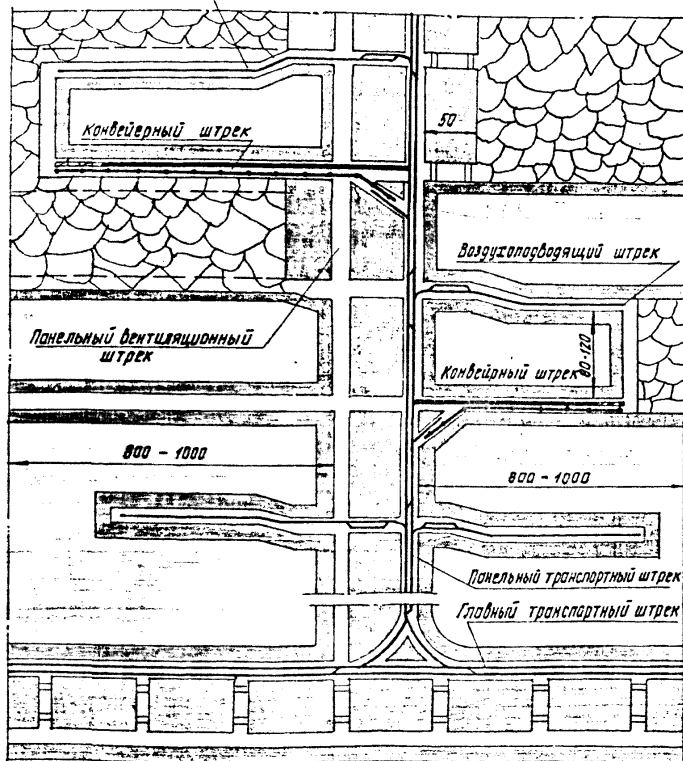 50
Конвейерный штрек
Воздухоподводящий штрек
Панельный вентиляционный
штрек
80-120
Конвейрный штрек
800 - 1000
800 - 1000
Панельный транспортный штрек
Главный транспортный штрек